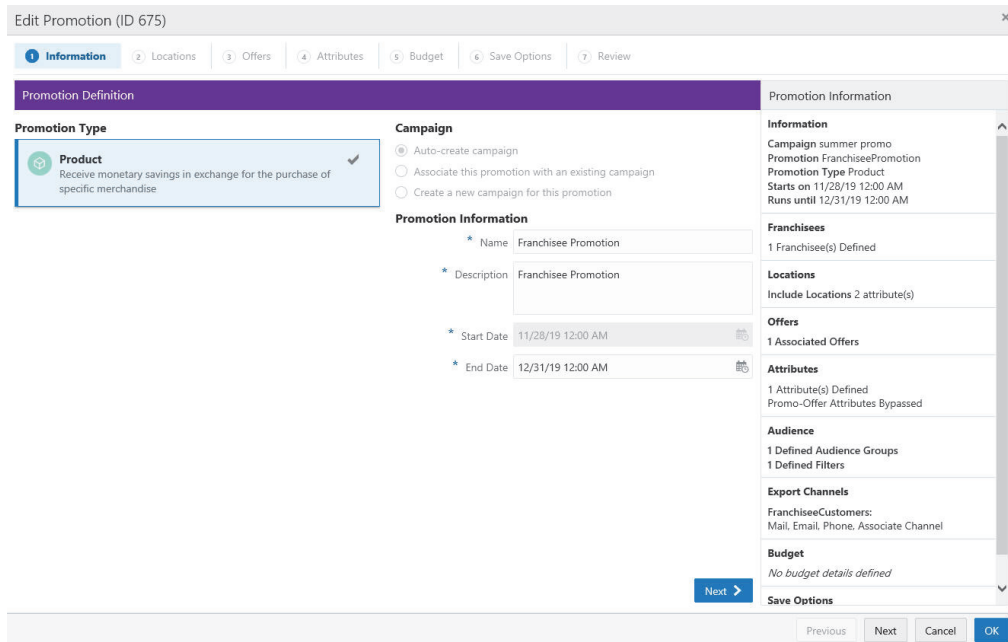 Edit Promotion (ID 675)
×
1 Information
2 Locations
3 Offers
4 Attributes
5 Budget
6 Save Options
7 Review
Promotion Definition
Promotion Type
Product
Receive monetary savings in exchange for the purchase of
specific merchandise
Campaign
Auto-create campaign
Associate this promotion with an existing campaign
Create a new campaign for this promotion
Promotion Information
* Name Franchisee Promotion
* Description Franchisee Promotion
* Start Date 11/28/19 12:00 AM
* End Date 12/31/19 12:00 AM
Next
Promotion Information
Information
Campaign summer promo
Promotion FranchiseePromotion
Promotion Type Product
Starts on 11/28/19 12:00 AM
Runs until 12/31/19 12:00 AM
Franchisees
1 Franchisee(s) Defined
Locations
Include Locations 2 attribute(s)
Offers
1 Associated Offers
Attributes
1 Attribute(s) Defined
Promo-Offer Attributes Bypassed
Audience
1 Defined Audience Groups
1 Defined Filters
Export Channels
FranchiseeCustomers:
Mail, Email, Phone, Associate Channel
Budget
No budget details defined
Save Options
Previous
Next
Cancel
OK